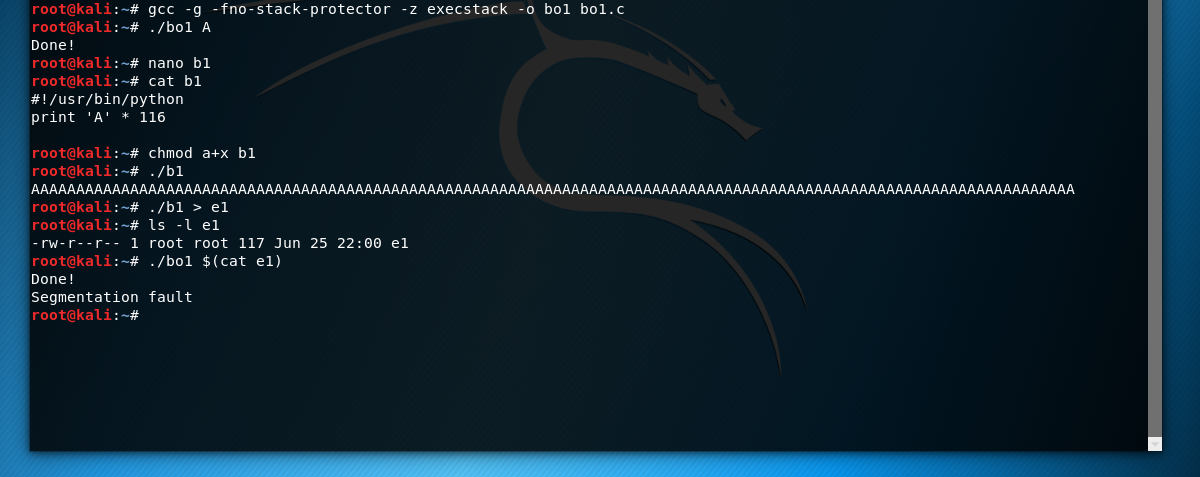 root@kali:~# gcc -g -fno-stack-protector -z execstack -o bo1 bo1.c
root@kali:~# ./bo1 A
Done!
root@kali:~# nano b1
root@kali:~# cat b1
#!/usr/bin/python
print 'A' * 116
root@kali:~# chmod a+x b1
root@kali:~# ./b1
AAAAAAAAAAAAAAAAAAAAAAAAAAAAAAAAAAAAAAAAAAAAAAAAAAAAAAAAAAAAAAAAAAAAAAAAAAAAAAAAAAAAAAAAAAAAAAAAAAAAAAAAAAAAAAAAAAAA
root@kali:~# ./b1 > e1
root@kali:~# ls -l e1
-rw-r--r-- 1 root root 117 Jun 25 22:00 e1
root@kali:~# ./bo1 $(cat e1)
Done!
Segmentation fault
root@kali:~#